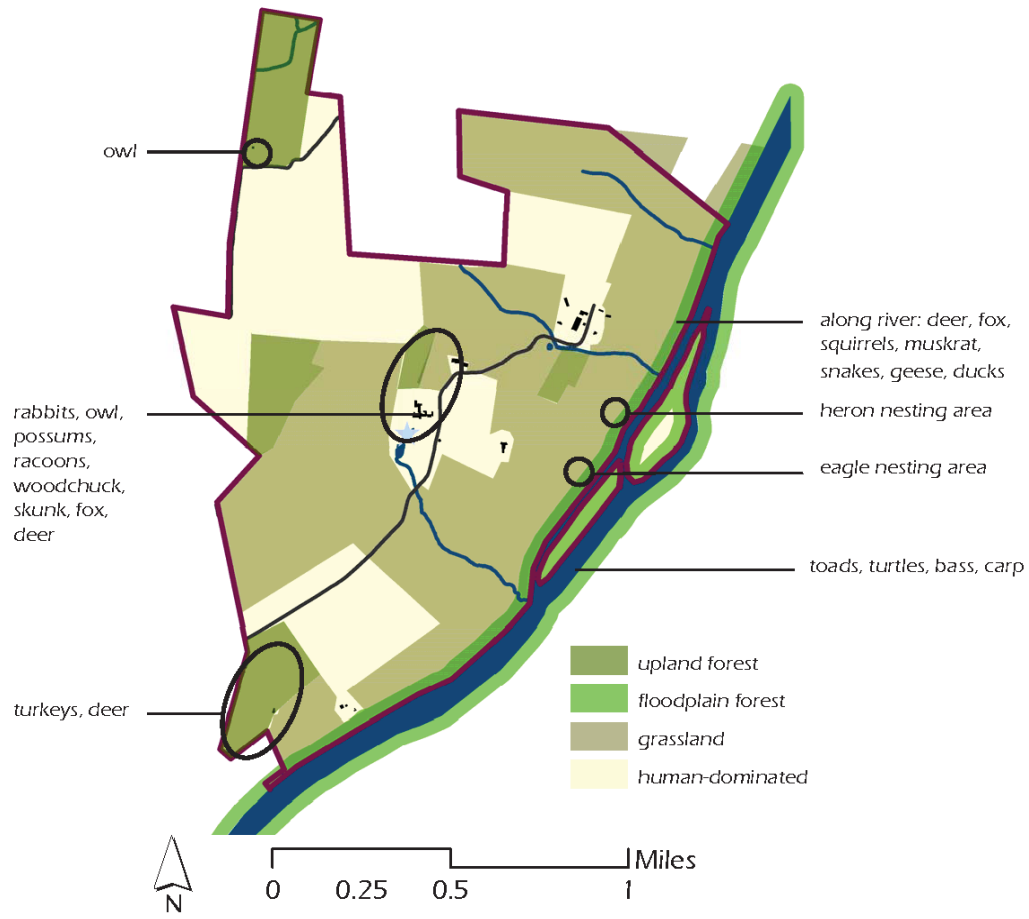 owl
along river: deer, fox,
squirrels, muskrat,
snakes, geese, ducks
rabbits, owl,
possums,
racoons,
woodchuck,
skunk, fox,
deer
heron nesting area
eagle nesting area
toads, turtles, bass, carp
turkeys, deer
upland forest
floodplain forest
grassland
human-dominated
N
Miles
0 0.25 0.5 1